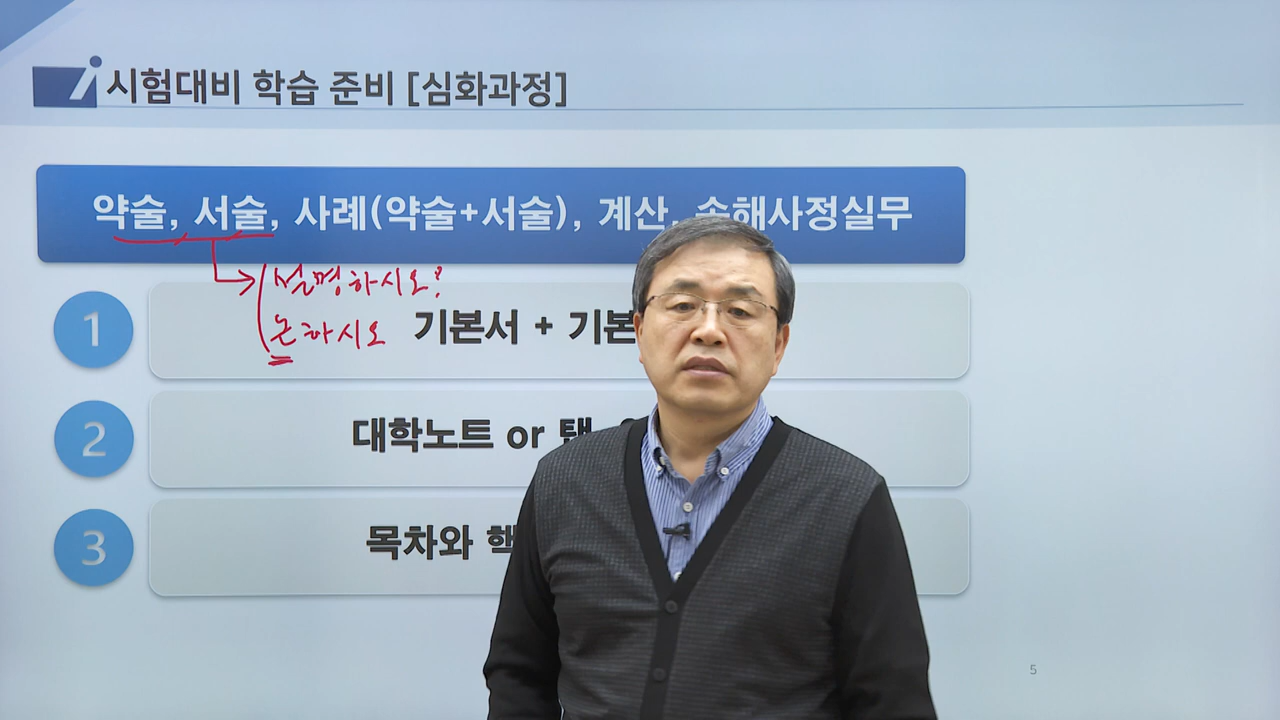 시험대비 학습 준비 [심화과정]
약술, 서술, 사례(약술+서술), 계산, 손해사정실무
설명하시오?
1
논하시오
기본서 + 기본
2
대학노트 or 탭
3
목차와 핵
5